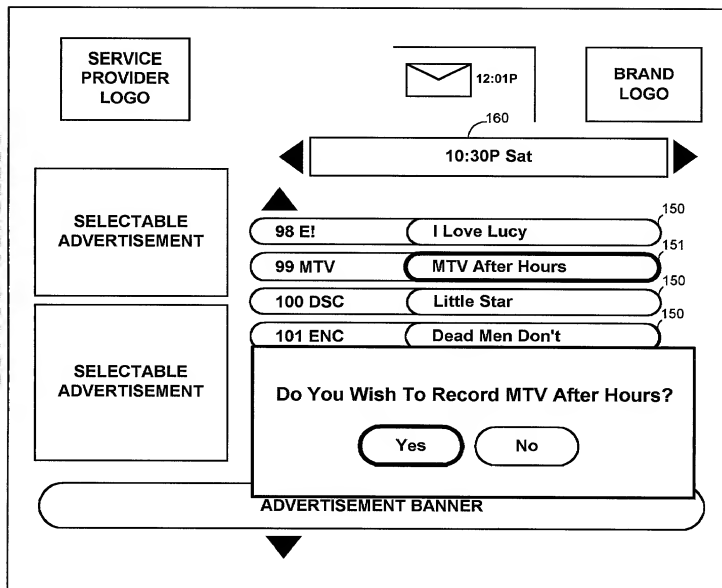 SERVICE
PROVIDER
LOGO
12:01P
BRAND
LOGO
160
10:30P Sat
SELECTABLE
ADVERTISEMENT
150
98 E! I Love Lucy
151
99 MTV MTV After Hours
150
100 DSC Little Star
150
101 ENC Dead Men Don't
SELECTABLE
ADVERTISEMENT
Do You Wish To Record MTV After Hours?
Yes No
ADVERTISEMENT BANNER